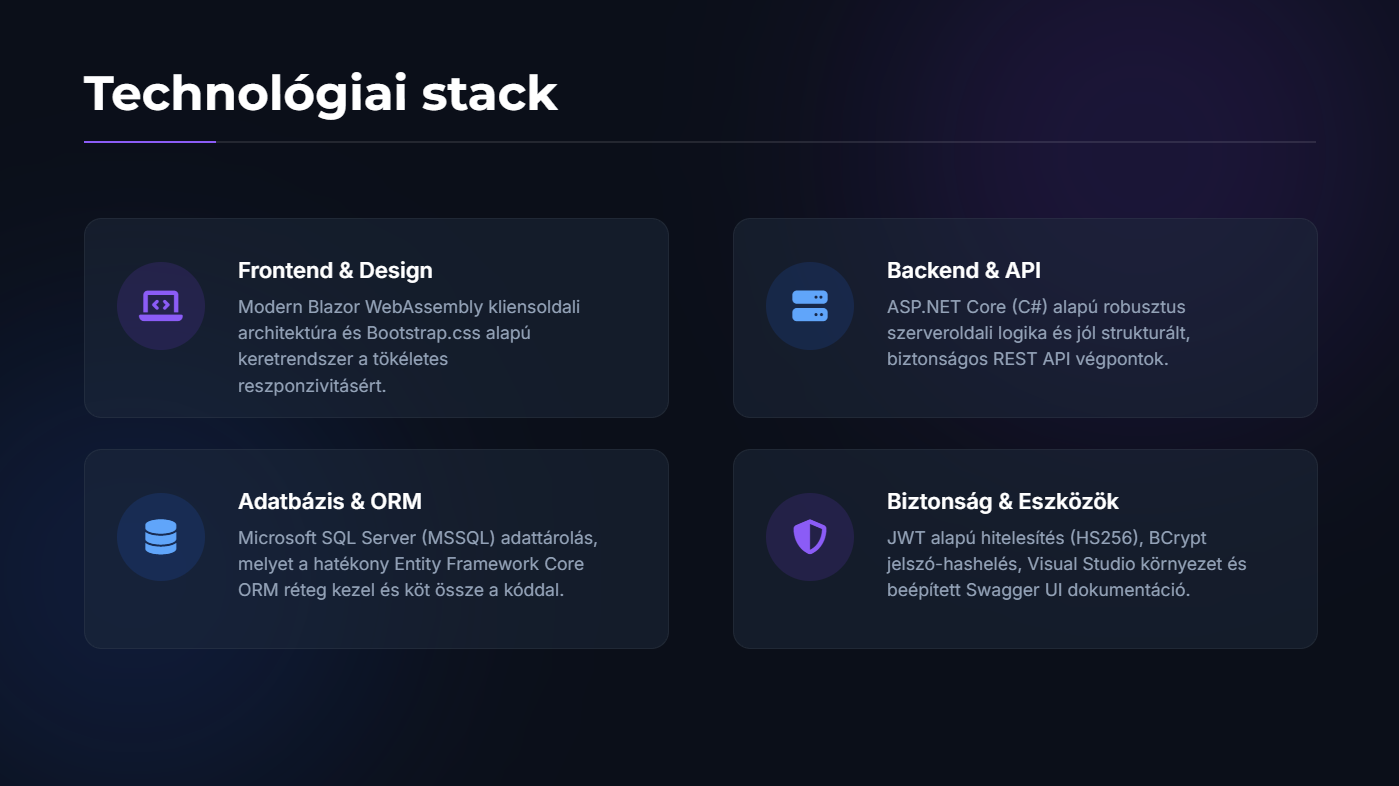 Technológiai stack
Frontend & Design
Modern Blazor WebAssembly kliensoldali
architektúra és Bootstrap.css alapú
keretrendszer a tökéletes
reszponzivitásért.
Backend & API
ASP.NET Core (C#) alapú robusztus
szerveroldali logika és jól strukturált,
biztonságos REST API végpontok.
Adatbázis & ORM
Microsoft SQL Server (MSSQL) adattárolás,
melyet a hatékony Entity Framework Core
ORM réteg kezel és köt össze a kóddal.
Biztonság & Eszközök
JWT alapú hitelesítés (HS256), BCrypt
jelszó-hashelés, Visual Studio környezet és
beépített Swagger UI dokumentáció.